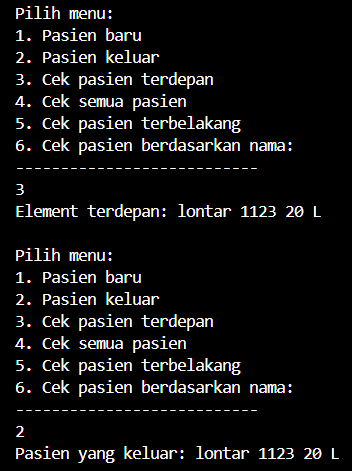 Pilih menu:
1. Pasien baru
2. Pasien keluar
3. Cek pasien terdepan
4. Cek semua pasien
5. Cek pasien terbelakang
6. Cek pasien berdasarkan nama:
---------------------------
3
Element terdepan: lontar 1123 20 L
Pilih menu:
1. Pasien baru
2. Pasien keluar
3. Cek pasien terdepan
4. Cek semua pasien
5. Cek pasien terbelakang
6. Cek pasien berdasarkan nama:
---------------------------
2
Pasien yang keluar: lontar 1123 20 L